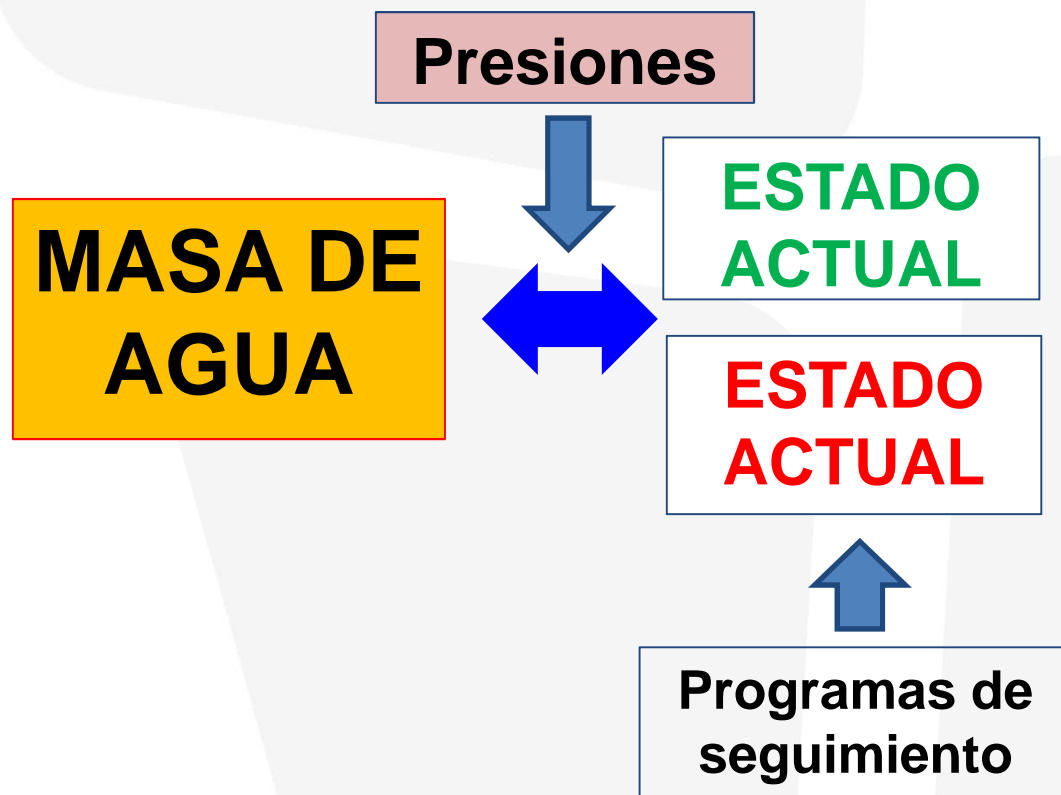 Presiones
MASA DE
AGUA
ESTADO
ACTUAL
ESTADO
ACTUAL
Programas de
seguimiento